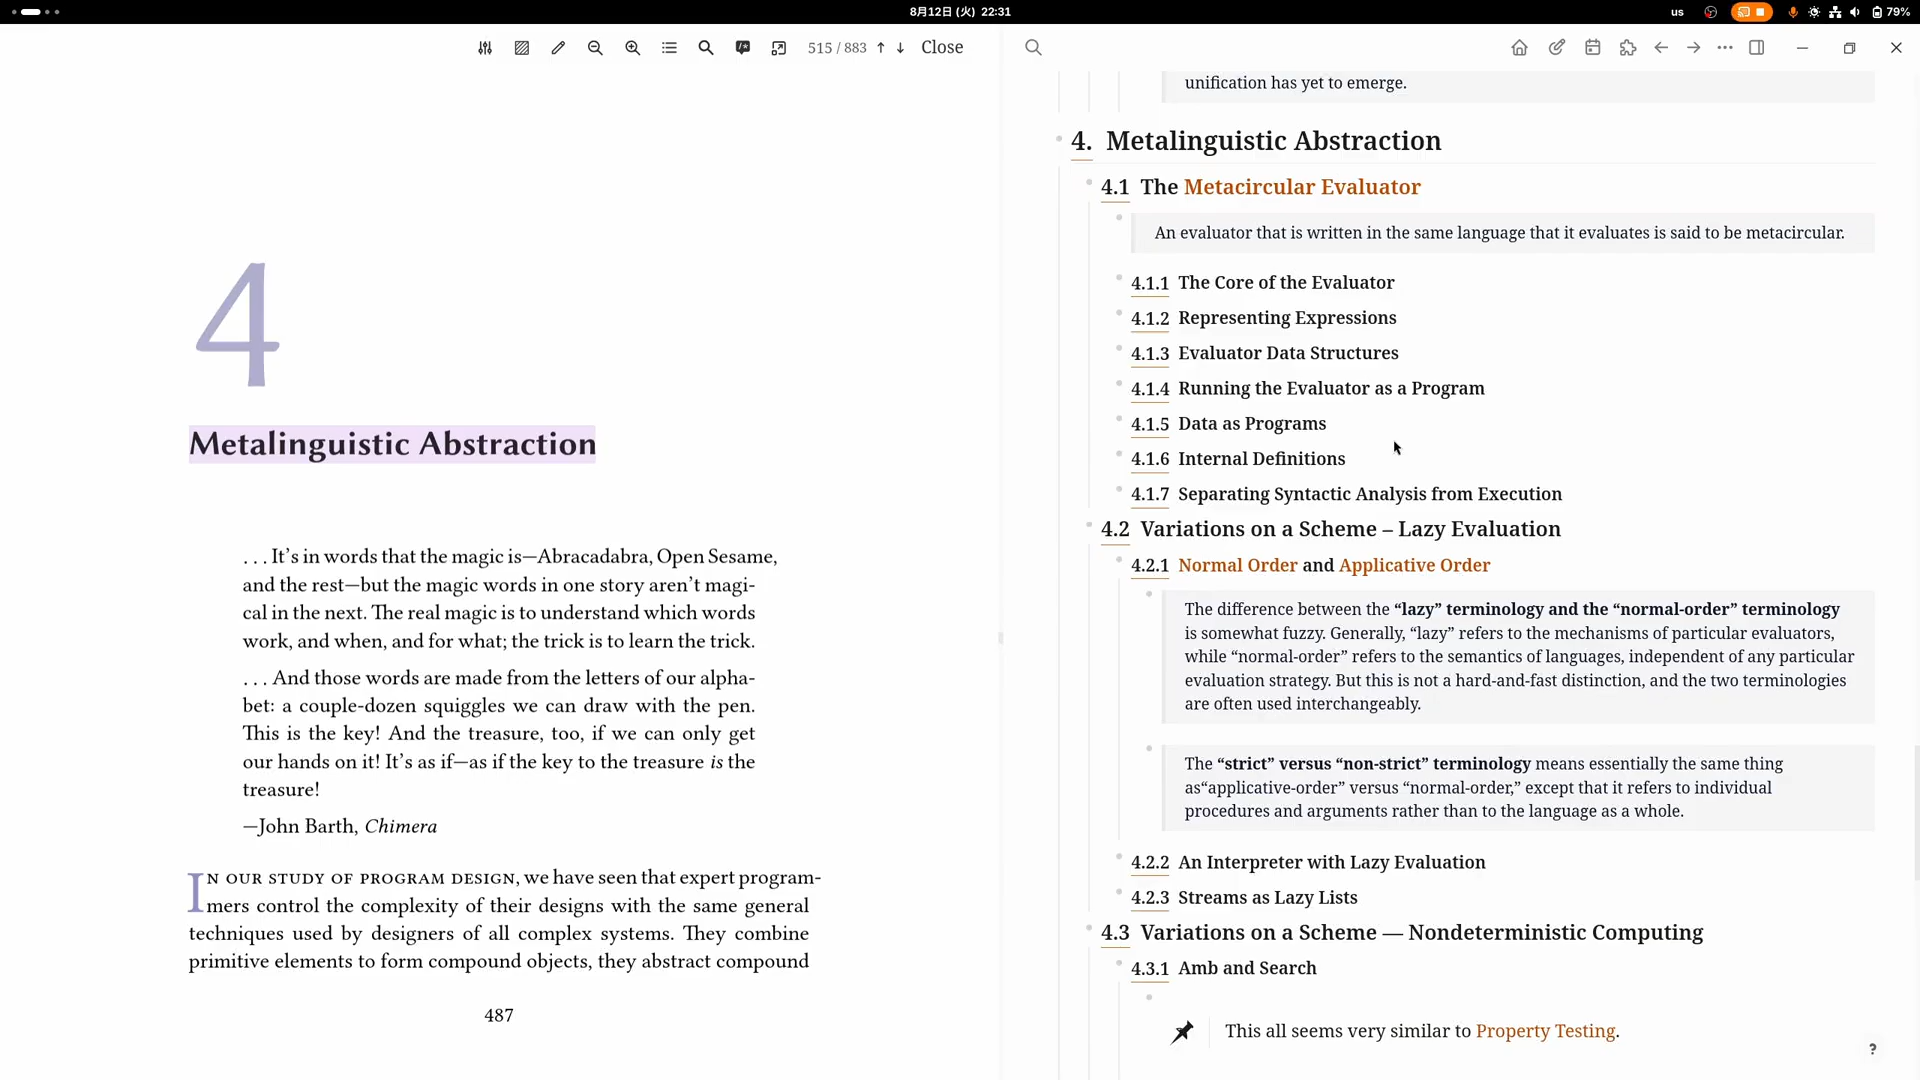 8月12日 (火) 22:31
us
79%
515 / 883
Close
4
Metalinguistic Abstraction
. . . It’s in words that the magic is—Abracadabra, Open Sesame,
and the rest—but the magic words in one story aren’t magi-
cal in the next. The real magic is to understand which words
work, and when, and for what; the trick is to learn the trick.
. . . And those words are made from the letters of our alpha-
bet: a couple-dozen squiggles we can draw with the pen.
This is the key! And the treasure, too, if we can only get
our hands on it! It’s as if—as if the key to the treasure is the
treasure!
—John Barth, Chimera
In our study of program design, we have seen that expert program-
mers control the complexity of their designs with the same general
techniques used by designers of all complex systems. They combine
primitive elements to form compound objects, they abstract compound
487
unification has yet to emerge.
4. Metalinguistic Abstraction
4.1 The Metacircular Evaluator
An evaluator that is written in the same language that it evaluates is said to be metacircular.
4.1.1 The Core of the Evaluator
4.1.2 Representing Expressions
4.1.3 Evaluator Data Structures
4.1.4 Running the Evaluator as a Program
4.1.5 Data as Programs
4.1.6 Internal Definitions
4.1.7 Separating Syntactic Analysis from Execution
4.2 Variations on a Scheme – Lazy Evaluation
4.2.1 Normal Order and Applicative Order
The difference between the “lazy” terminology and the “normal-order” terminology
is somewhat fuzzy. Generally, “lazy” refers to the mechanisms of particular evaluators,
while “normal-order” refers to the semantics of languages, independent of any particular
evaluation strategy. But this is not a hard-and-fast distinction, and the two terminologies
are often used interchangeably.
The “strict” versus “non-strict” terminology means essentially the same thing
as“applicative-order” versus “normal-order,” except that it refers to individual
procedures and arguments rather than to the language as a whole.
4.2.2 An Interpreter with Lazy Evaluation
4.2.3 Streams as Lazy Lists
4.3 Variations on a Scheme — Nondeterministic Computing
4.3.1 Amb and Search
This all seems very similar to Property Testing.
?